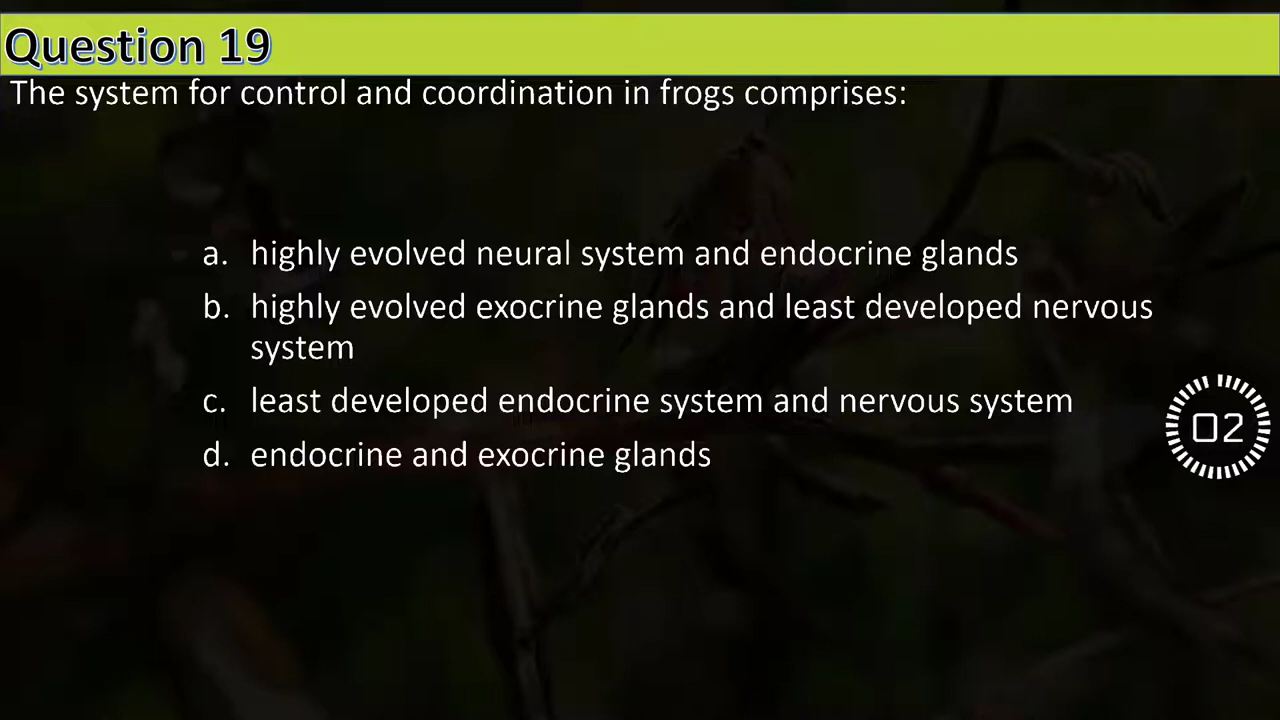 Question 19
The system for control and coordination in frogs comprises:
a. highly evolved neural system and endocrine glands
b. highly evolved exocrine glands and least developed nervous
system
c. least developed endocrine system and nervous system
02
d. endocrine and exocrine glands